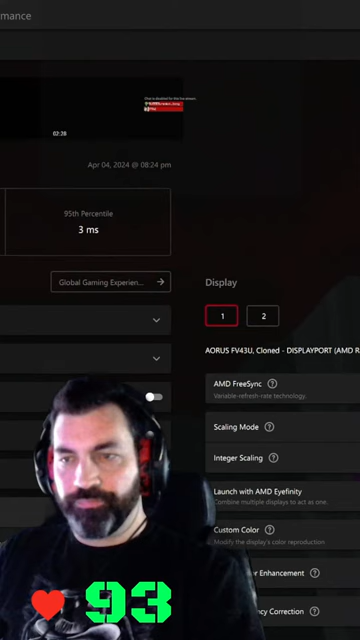 mance
02:28
Apr 04, 2024 @ 08:24 pm
95th Percentile
3 ms
Global Gaming Experien...
Display
1
2
AORUS FV43U, Cloned - DISPLAYPORT (AMD R
AMD FreeSync
Variable-refresh-rate technology.
Scaling Mode
Integer Scaling
Launch with AMD Eyefinity
Combine multiple displays to act as one.
Custom Color
Modify the display's color reproduction.
er Enhancement
ncy Correction
93